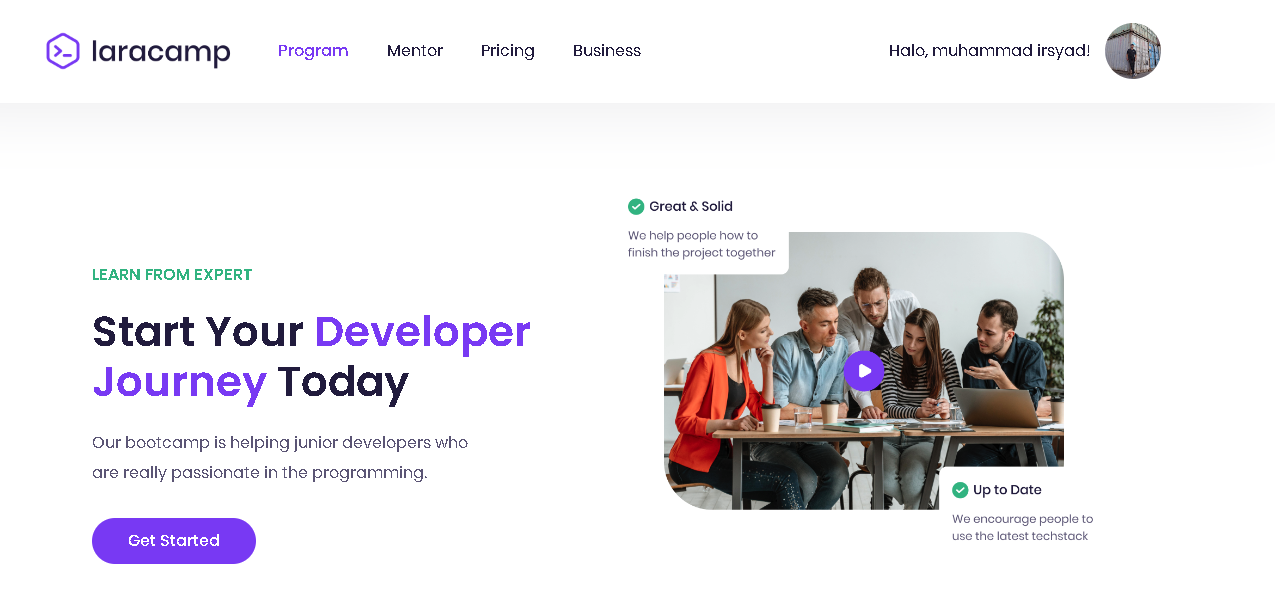 laracamp
Program
Mentor
Pricing
Business
Halo, muhammad irsyad!
Great & Solid
We help people how to
finish the project together
LEARN FROM EXPERT
Start Your Developer
Journey Today
Our bootcamp is helping junior developers who
are really passionate in the programming.
Get Started
Up to Date
We encourage people to
use the latest techstack